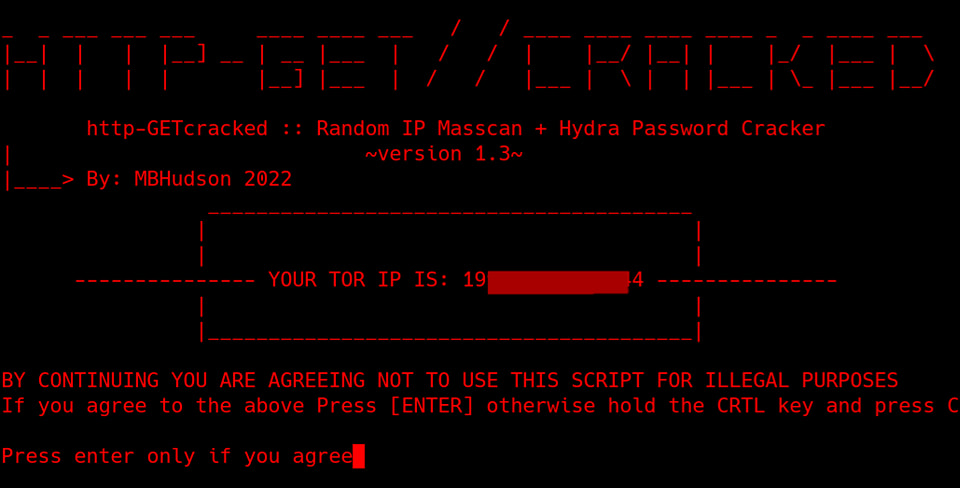 HTTP-GET//CRACKED
http-GETcracked :: Random IP Masscan + Hydra Password Cracker
~version 1.3~
|____> By: MBHudson 2022
--------------- YOUR TOR IP IS: 19 4 ---------------
BY CONTINUING YOU ARE AGREEING NOT TO USE THIS SCRIPT FOR ILLEGAL PURPOSES
If you agree to the above Press [ENTER] otherwise hold the CRTL key and press C
Press enter only if you agree